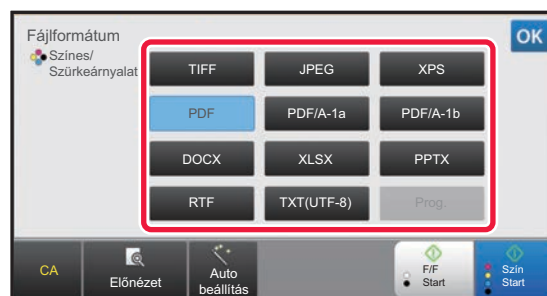 Fájlformátum
OK
Színes/
Szürkeárnyalat
TIFF
JPEG
XPS
PDF
PDF/A-1a
PDF/A-1b
DOCX
XLSX
PPTX
RTF
TXT(UTF-8)
Prog.
CA
Előnézet
Auto
beállítás
F/F
Start
Szín
Start